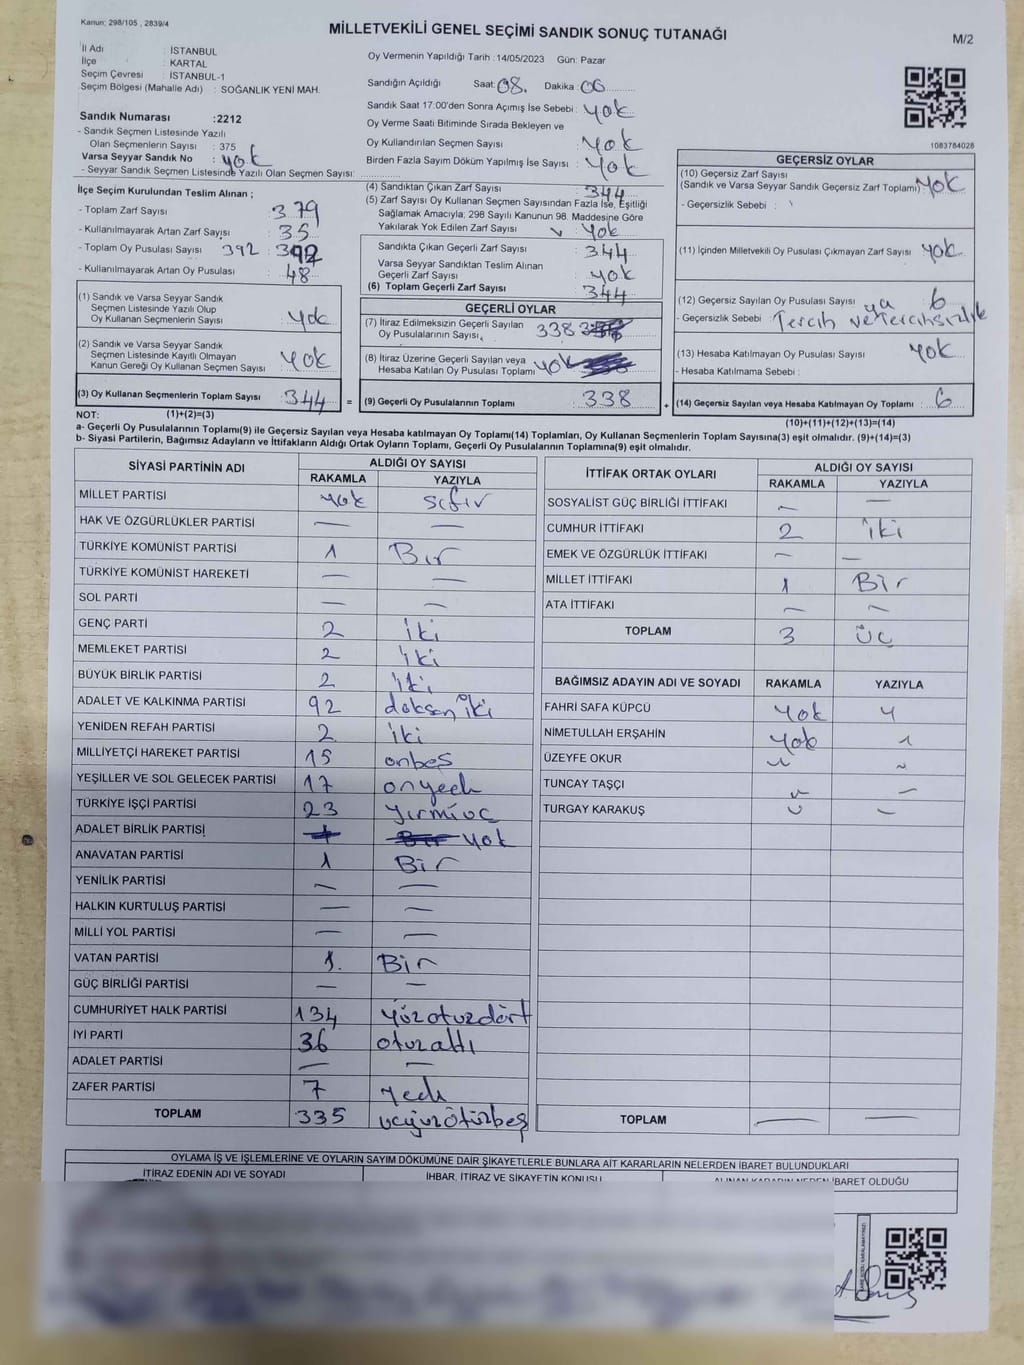 Kanun; 298/105 , 2839/4
MİLLETVEKİLİ GENEL SEÇİMİ SANDIK SONUÇ TUTANAĞI
M/2
İl Adı : İSTANBUL
İlçe : KARTAL
Seçim Çevresi : İSTANBUL-1
Seçim Bölgesi (Mahalle Adı) : SOĞANLIK YENİ MAH.
Oy Vermenin Yapıldığı Tarih :14/05/2023 Gün: Pazar
Sandığın Açıldığı Saat: 08. Dakika: 06
Sandık Saat 17:00'den Sonra Açımış İse Sebebi : Yok
Oy Verme Saati Bitiminde Sırada Bekleyen ve
Oy Kullandırılan Seçmen Sayısı : Yok
Birden Fazla Sayım Döküm Yapılmış İse Sayısı : Yok
Sandık Numarası :2212
- Sandık Seçmen Listesinde Yazılı
Olan Seçmenlerin Sayısı : 375
Varsa Seyyar Sandık No : Yok
- Seyyar Sandık Seçmen Listesinde Yazılı Olan Seçmen Sayısı:
1083784028
İlçe Seçim Kurulundan Teslim Alınan ;
- Toplam Zarf Sayısı : 379
- Kullanılmayarak Artan Zarf Sayısı : 35
- Toplam Oy Pusulası Sayısı 392 : 392
- Kullanılmayarak Artan Oy Pusulası : 48
(1) Sandık ve Varsa Seyyar Sandık
Seçmen Listesinde Yazılı Olup
Oy Kullanan Seçmenlerin Sayısı : Yok
(2) Sandık ve Varsa Seyyar Sandık
Seçmen Listesinde Kayıtlı Olmayan
Kanun Gereği Oy Kullanan Seçmen Sayısı : Yok
(3) Oy Kullanan Seçmenlerin Toplam Sayısı : 344 =
(4) Sandıktan Çıkan Zarf Sayısı : 344
(5) Zarf Sayısı Oy Kullanan Seçmen Sayısından Fazla İse, Eşitliği
Sağlamak Amacıyla; 298 Sayılı Kanunun 98. Maddesine Göre
Yakılarak Yok Edilen Zarf Sayısı : Yok
Sandıkta Çıkan Geçerli Zarf Sayısı : 344
Varsa Seyyar Sandıktan Teslim Alınan
Geçerli Zarf Sayısı : Yok
(6) Toplam Geçerli Zarf Sayısı : 344
GEÇERLİ OYLAR
(7) İtiraz Edilmeksizin Geçerli Sayılan
Oy Pusulalarının Sayısı, : 338
(8) İtiraz Üzerine Geçerli Sayılan veya
Hesaba Katılan Oy Pusulası Toplamı : Yok
(9) Geçerli Oy Pusulalarının Toplamı : 338 +
GEÇERSİZ OYLAR
(10) Geçersiz Zarf Sayısı
(Sandık ve Varsa Seyyar Sandık Geçersiz Zarf Toplamı) : Yok
- Geçersizlik Sebebi :
(11) İçinden Milletvekili Oy Pusulası Çıkmayan Zarf Sayısı : Yok
(12) Geçersiz Sayılan Oy Pusulası Sayısı : 6
- Geçersizlik Sebebi : Tercih veya Tercihsizlik
(13) Hesaba Katılmayan Oy Pusulası Sayısı : Yok
- Hesaba Katılmama Sebebi :
(14) Geçersiz Sayılan veya Hesaba Katılmayan Oy Toplamı : 6
NOT: (1)+(2)=(3)
(10)+(11)+(12)+(13)=(14)
a- Geçerli Oy Pusulalarının Toplamı(9) ile Geçersiz Sayılan veya Hesaba Katılmayan Oy Toplamı(14) Toplamları, Oy Kullanan Seçmenlerin Toplam Sayısına(3) eşit olmalıdır. (9)+(14)=(3)
b- Siyasi Partilerin, Bağımsız Adayların ve İttifakların Aldığı Ortak Oyların Toplamı, Geçerli Oy Pusulalarının Toplamına(9) eşit olmalıdır.
SİYASİ PARTİNİN ADI ALDIĞI OY SAYISI
RAKAMLA YAZIYLA
MİLLET PARTİSİ Yok sıfır
HAK VE ÖZGÜRLÜKLER PARTİSİ — —
TÜRKİYE KOMÜNİST PARTİSİ 1 Bir
TÜRKİYE KOMÜNİST HAREKETİ — —
SOL PARTİ — —
GENÇ PARTİ 2 iki
MEMLEKET PARTİSİ 2 iki
BÜYÜK BİRLİK PARTİSİ 2 iki
ADALET VE KALKINMA PARTİSİ 92 doksan iki
YENİDEN REFAH PARTİSİ 2 iki
MİLLİYETÇİ HAREKET PARTİSİ 15 onbeş
YEŞİLLER VE SOL GELECEK PARTİSİ 17 onyedi
TÜRKİYE İŞÇİ PARTİSİ 23 yirmiüç
ADALET BİRLİK PARTİSİ Yok
ANAVATAN PARTİSİ 1 Bir
YENİLİK PARTİSİ — —
HALKIN KURTULUŞ PARTİSİ — —
MİLLİ YOL PARTİSİ — —
VATAN PARTİSİ 1. Bir
GÜÇ BİRLİĞİ PARTİSİ — —
CUMHURİYET HALK PARTİSİ 134 Yüzotuzdört
İYİ PARTİ 36 otuzaltı
ADALET PARTİSİ — —
ZAFER PARTİSİ 7 Yedi
TOPLAM 335 üçyüzotuzbeş
İTTİFAK ORTAK OYLARI ALDIĞI OY SAYISI
RAKAMLA YAZIYLA
SOSYALİST GÜÇ BİRLİĞİ İTTİFAKI — —
CUMHUR İTTİFAKI 2 iki
EMEK VE ÖZGÜRLÜK İTTİFAKI — —
MİLLET İTTİFAKI 1 Bir
ATA İTTİFAKI — —
TOPLAM 3 üç
BAĞIMSIZ ADAYIN ADI VE SOYADI RAKAMLA YAZIYLA
FAHRİ SAFA KÜPCÜ Yok
NİMETULLAH ERŞAHİN Yok
ÜZEYFE OKUR
TUNCAY TAŞÇI
TURGAY KARAKUŞ
TOPLAM — —
OYLAMA İŞ VE İŞLEMLERİNE VE OYLARIN SAYIM DÖKÜMÜNE DAİR ŞİKAYETLERLE BUNLARA AİT KARARLARIN NELERDEN İBARET BULUNDUKLARI
İTİRAZ EDENİN ADI VE SOYADI İHBAR, İTİRAZ VE ŞİKAYETİN KONUSU ALINAN KARARIN NEDEN İBARET OLDUĞU